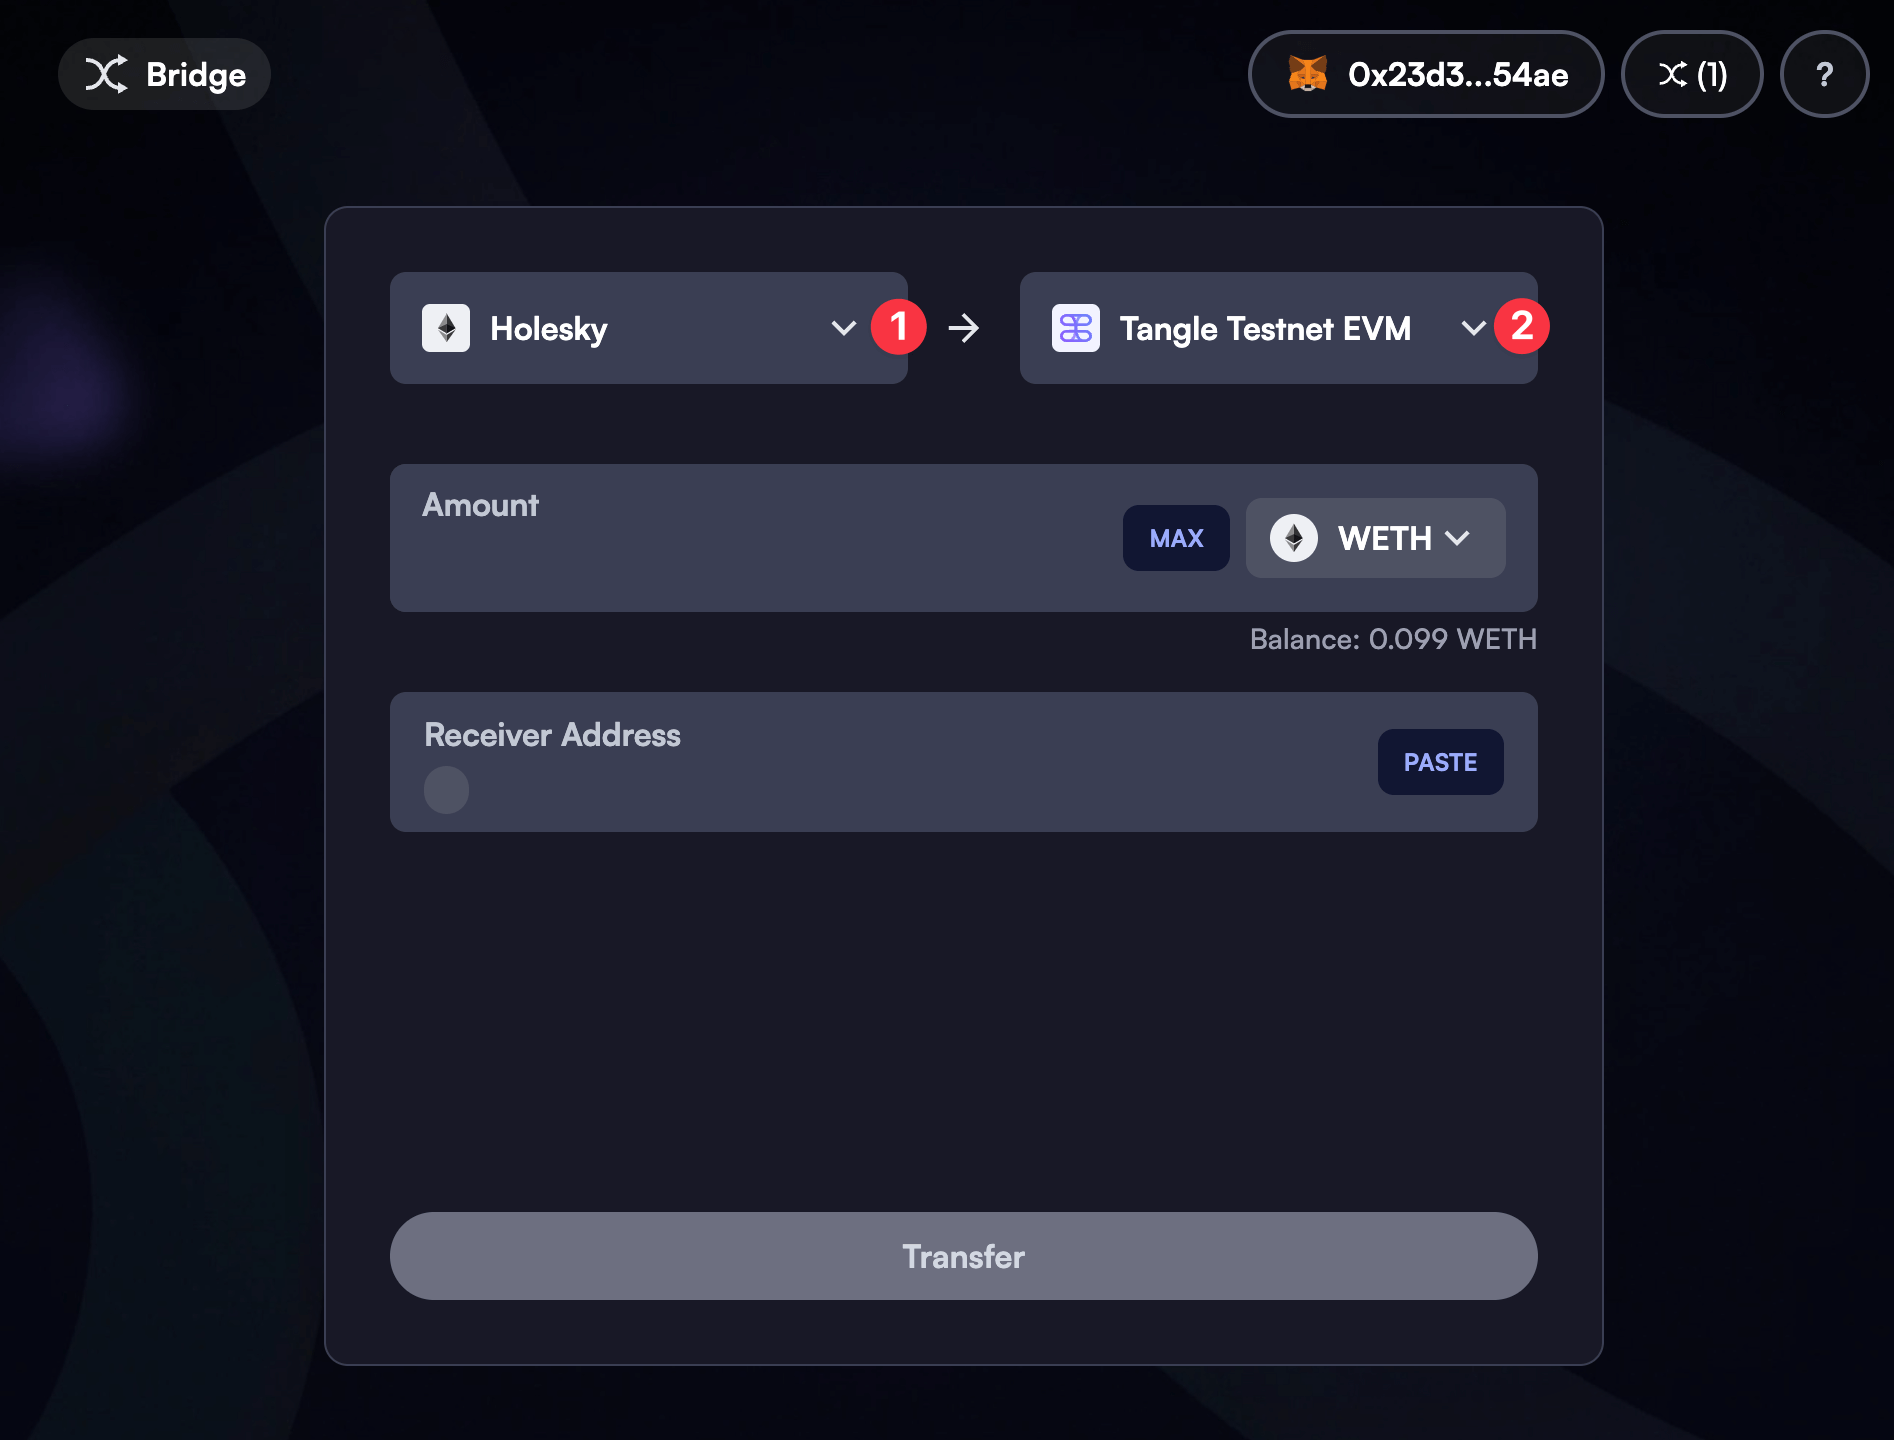 Bridge
0x23d3...54ae
(1)
?
Holesky
1
Tangle Testnet EVM
2
Amount
MAX
WETH
Balance: 0.099 WETH
Receiver Address
PASTE
Transfer